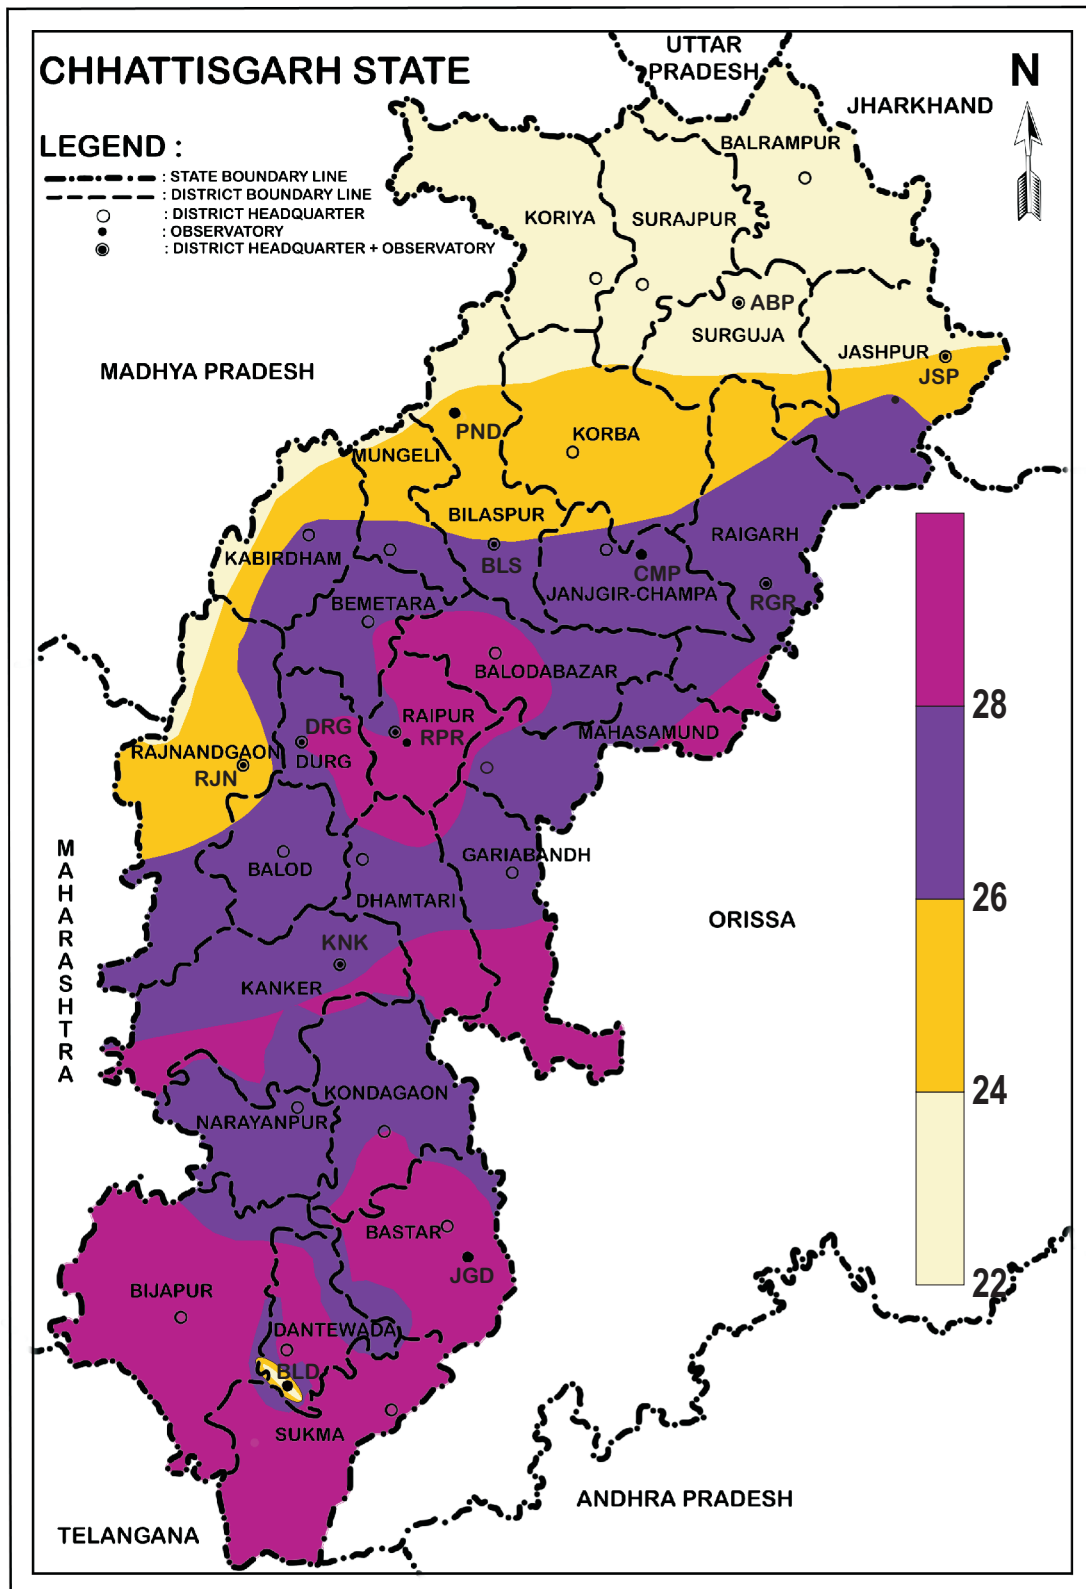 UTTAR
PRADESH
CHHATTISGARH STATE
N
JHARKHAND
LEGEND :
: STATE BOUNDARY LINE
: DISTRICT BOUNDARY LINE
: DISTRICT HEADQUARTER
: OBSERVATORY
: DISTRICT HEADQUARTER + OBSERVATORY
BALRAMPUR
KORIYA
SURAJPUR
ABP
SURGUJA
JASHPUR
MADHYA PRADESH
JSP
PND
KORBA
MUNGELI
BILASPUR
RAIGARH
KABIRDHAM
BLS
CMP
JANJGIR-CHAMPA
RGR
BEMETARA
BALODABAZAR
28
RAIPUR
DRG
RPR
MAHASAMUND
RAJNANDGAON
DURG
RJN
MAHARASHTRA
GARIABANDH
BALOD
26
DHAMTARI
ORISSA
KNK
KANKER
24
KONDAGAON
NARAYANPUR
BASTAR
JGD
22
BIJAPUR
DANTEWADA
BLD
SUKMA
ANDHRA PRADESH
TELANGANA